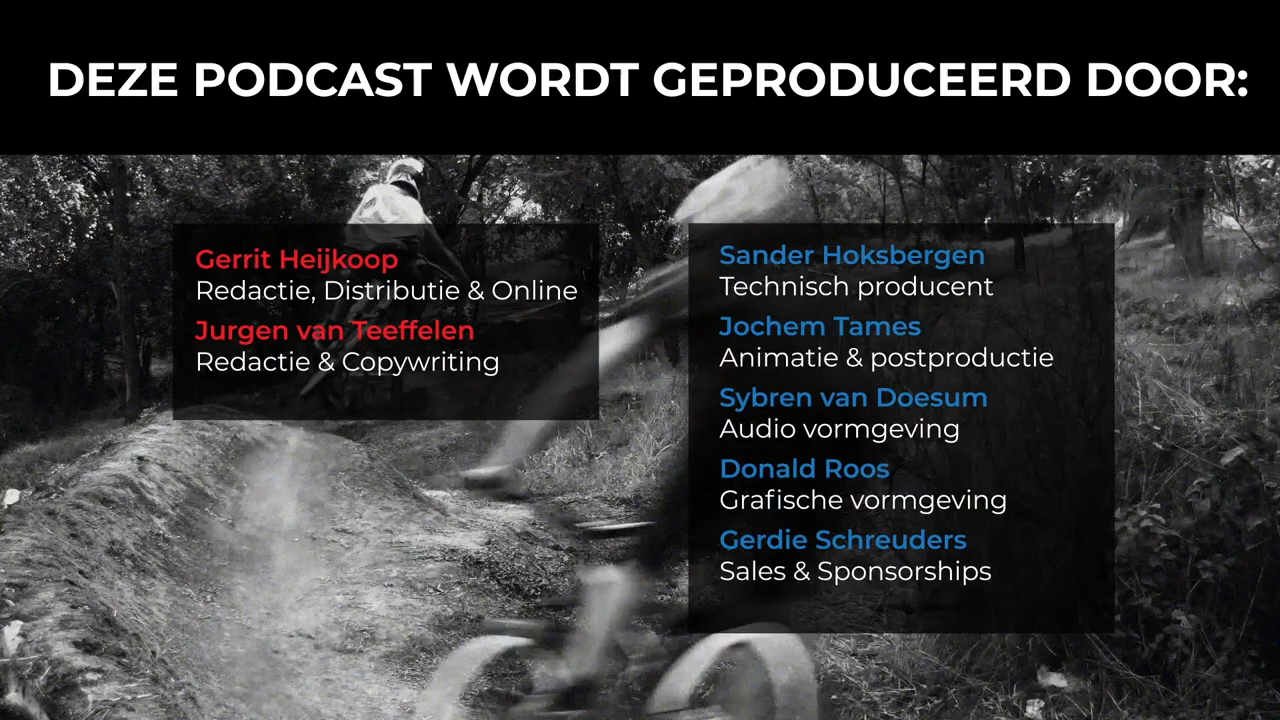 DEZE PODCAST WORDT GEPRODUCEERD DOOR:
Gerrit Heijkoop
Redactie, Distributie & Online
Jurgen van Teeffelen
Redactie & Copywriting
Sander Hoksbergen
Technisch producent
Jochem Tames
Animatie & postproductie
Sybren van Doesum
Audio vormgeving
Donald Roos
Grafische vormgeving
Gerdie Schreuders
Sales & Sponsorships